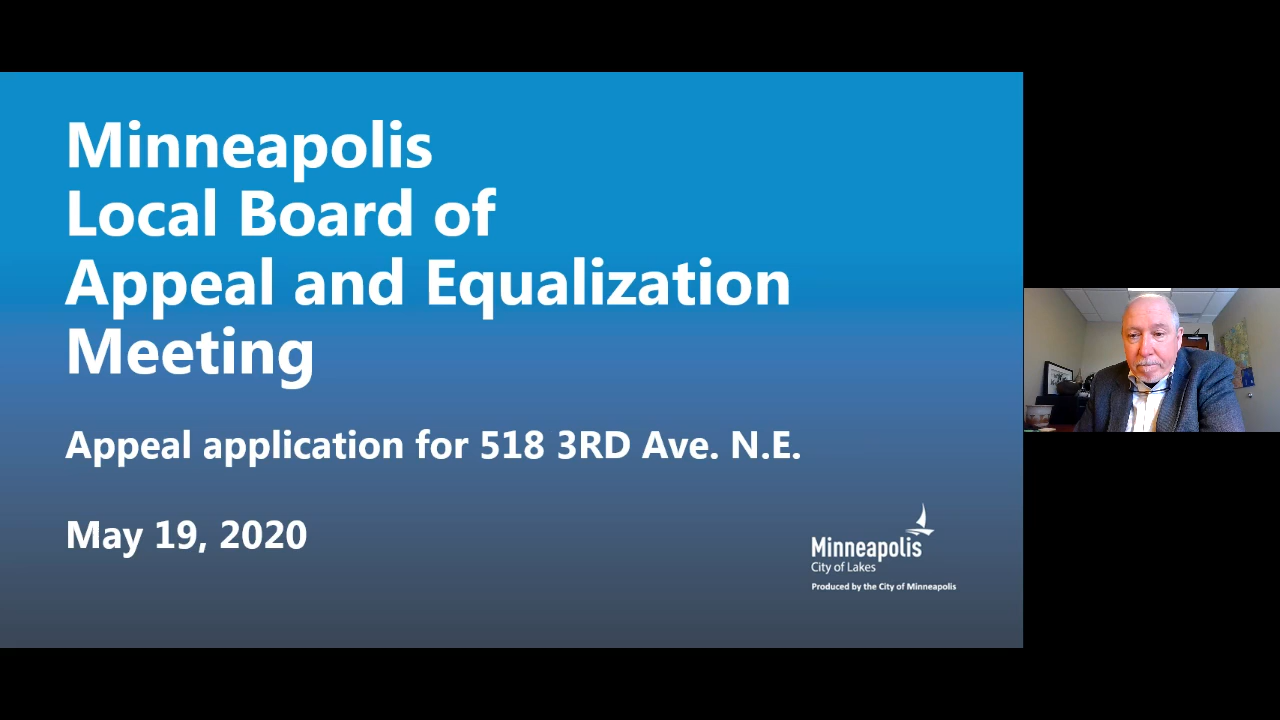 Minneapolis
Local Board of
Appeal and Equalization
Meeting
Appeal application for 518 3RD Ave. N.E.
May 19, 2020
Minneapolis
City of Lakes
Produced by the City of Minneapolis